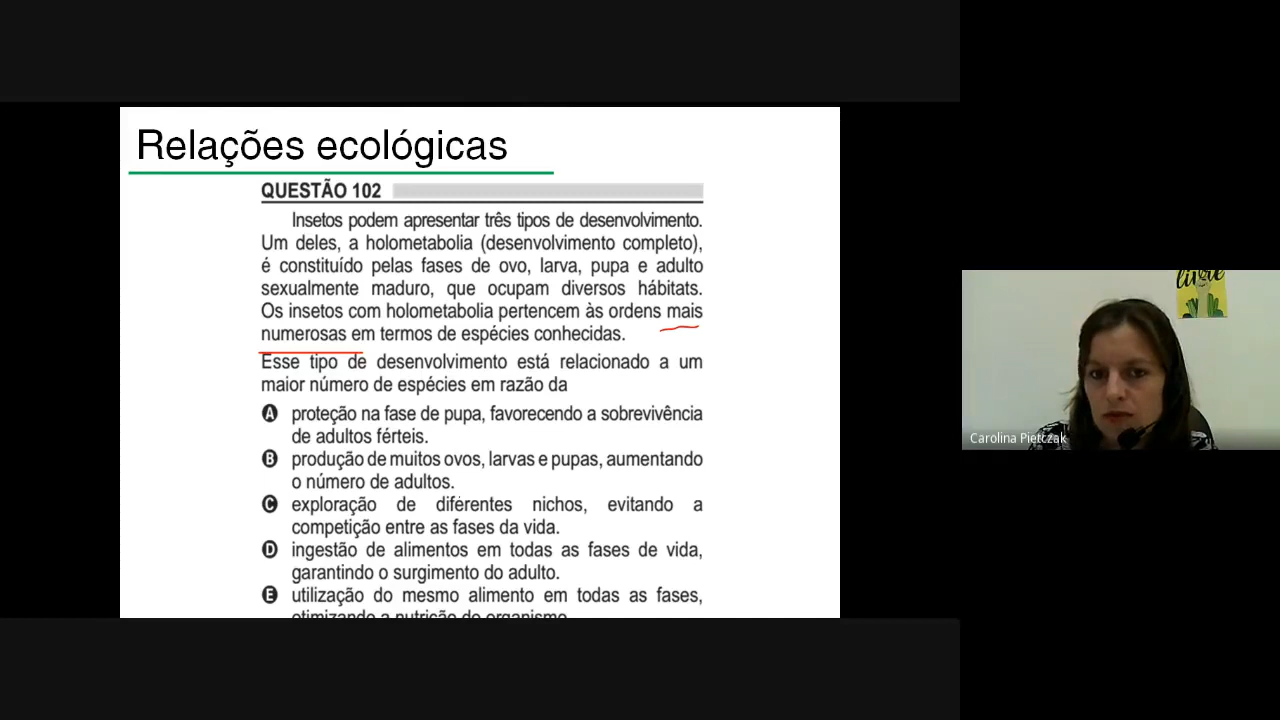 Relações ecológicas
QUESTÃO 102
Insetos podem apresentar três tipos de desenvolvimento.
Um deles, a holometabolia (desenvolvimento completo),
é constituído pelas fases de ovo, larva, pupa e adulto
sexualmente maduro, que ocupam diversos hábitats.
Os insetos com holometabolia pertencem às ordens mais
numerosas em termos de espécies conhecidas.
Esse tipo de desenvolvimento está relacionado a um
maior número de espécies em razão da
A proteção na fase de pupa, favorecendo a sobrevivência
de adultos férteis.
B produção de muitos ovos, larvas e pupas, aumentando
o número de adultos.
C exploração de diferentes nichos, evitando a
competição entre as fases da vida.
D ingestão de alimentos em todas as fases de vida,
garantindo o surgimento do adulto.
E utilização do mesmo alimento em todas as fases,
otimizando a nutrição do organismo.
livre
Carolina Pietczak